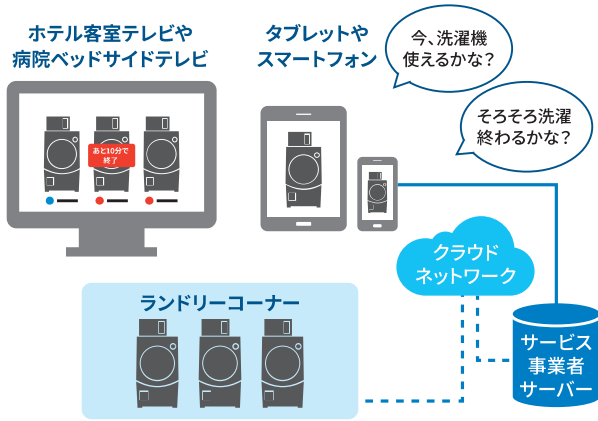 ホテル客室テレビや
病院ベッドサイドテレビ
タブレットや
スマートフォン
今、洗濯機
使えるかな？
そろそろ洗濯
終わるかな？
あと10分で
終了
クラウド
ネットワーク
ランドリーコーナー
サービス
事業者
サーバー